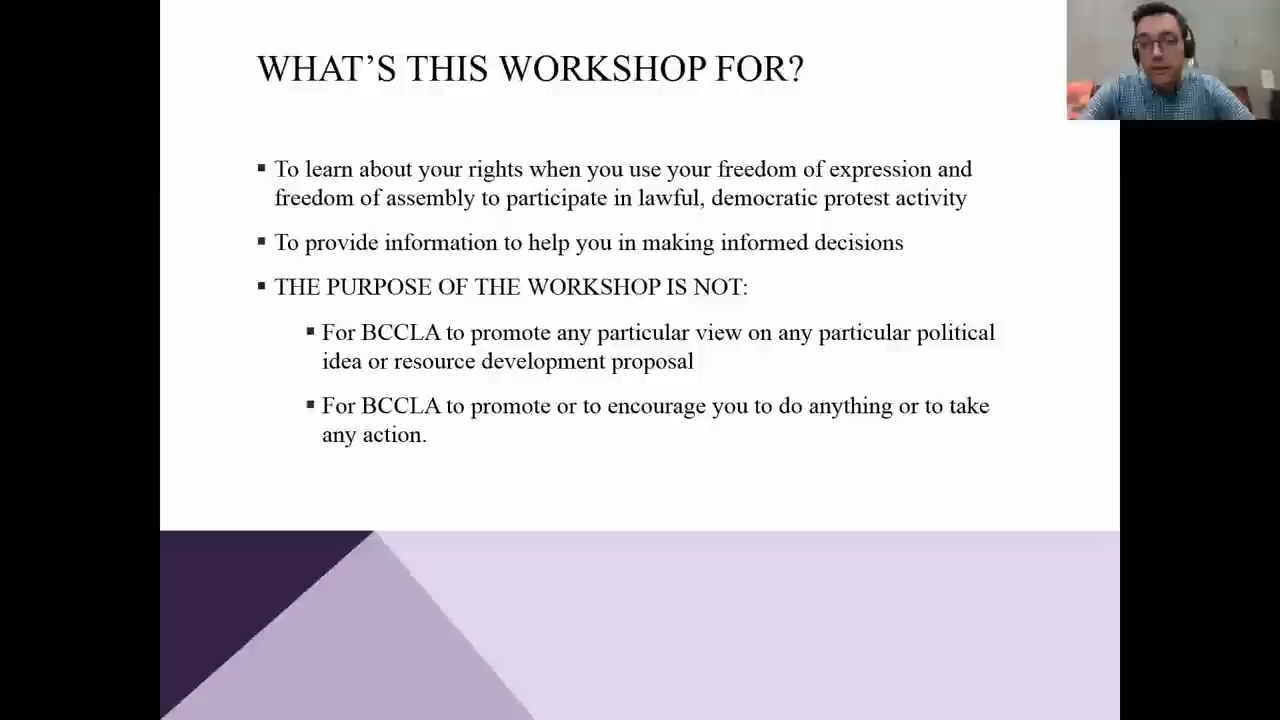 WHAT’S THIS WORKSHOP FOR?
▪ To learn about your rights when you use your freedom of expression and
freedom of assembly to participate in lawful, democratic protest activity
▪ To provide information to help you in making informed decisions
▪ THE PURPOSE OF THE WORKSHOP IS NOT:
▪ For BCCLA to promote any particular view on any particular political
idea or resource development proposal
▪ For BCCLA to promote or to encourage you to do anything or to take
any action.